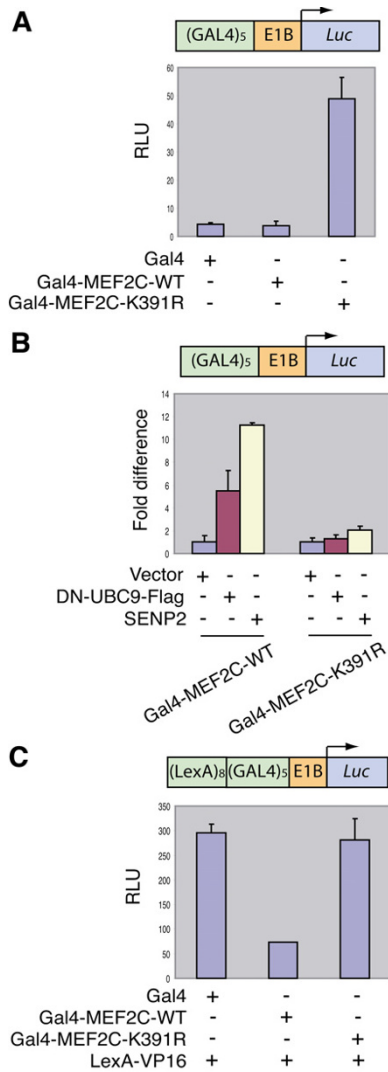 A
(GAL4)5 E1B Luc
60
50
40
30
20
10
0
RLU
Gal4 + - -
Gal4-MEF2C-WT - + -
Gal4-MEF2C-K391R - - +
B
(GAL4)5 E1B Luc
14
12
10
8
6
4
2
0
Fold difference
Vector + - - + - -
DN-UBC9-Flag - + - - + -
SENP2 - - + - - +
Gal4-MEF2C-WT
Gal4-MEF2C-K391R
C
(LexA)8 (GAL4)5 E1B Luc
350
300
250
200
150
100
50
0
RLU
Gal4 + - -
Gal4-MEF2C-WT - + -
Gal4-MEF2C-K391R - - +
LexA-VP16 + + +